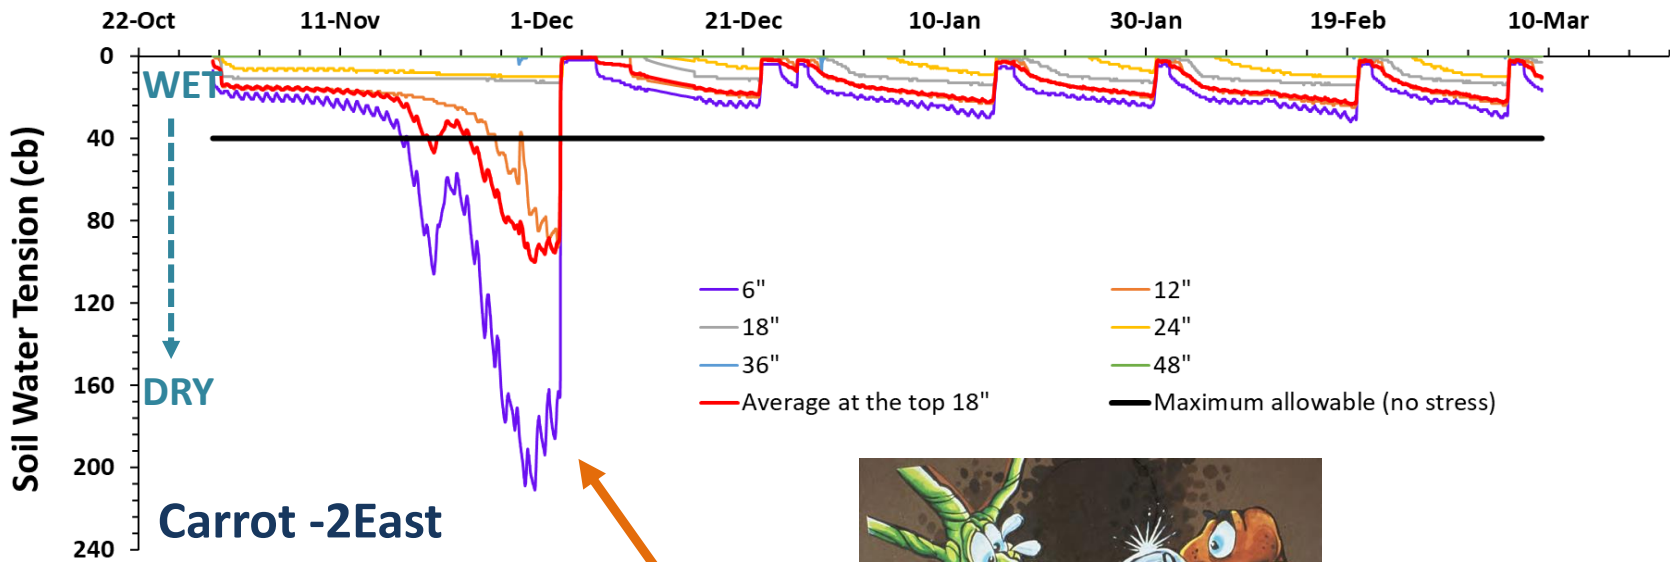 22-Oct 11-Nov 1-Dec 21-Dec 10-Jan 30-Jan 19-Feb 10-Mar
Soil Water Tension (cb)
0
40
80
120
160
200
240
WET
DRY
6" 12"
18" 24"
36" 48"
Average at the top 18" Maximum allowable (no stress)
Carrot -2East